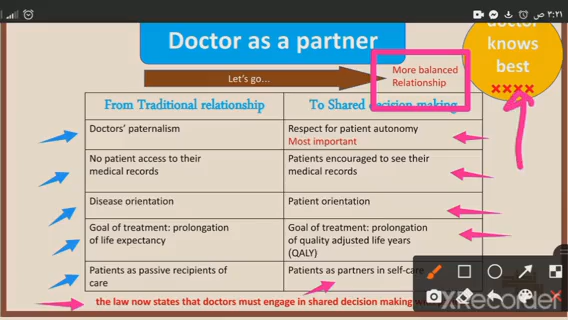 ٣:٢١ ص
doctor
knows
best
Doctor as a partner
Let's go...
More balanced
Relationship
From Traditional relationship
To Shared decision making
Doctors' paternalism
Respect for patient autonomy
Most important
No patient access to their
medical records
Patients encouraged to see their
medical records
Disease orientation
Patient orientation
Goal of treatment: prolongation
of life expectancy
Goal of treatment: prolongation
of quality adjusted life years
(QALY)
Patients as passive recipients of
care
Patients as partners in self-care
the law now states that doctors must engage in shared decision making
XRecorder